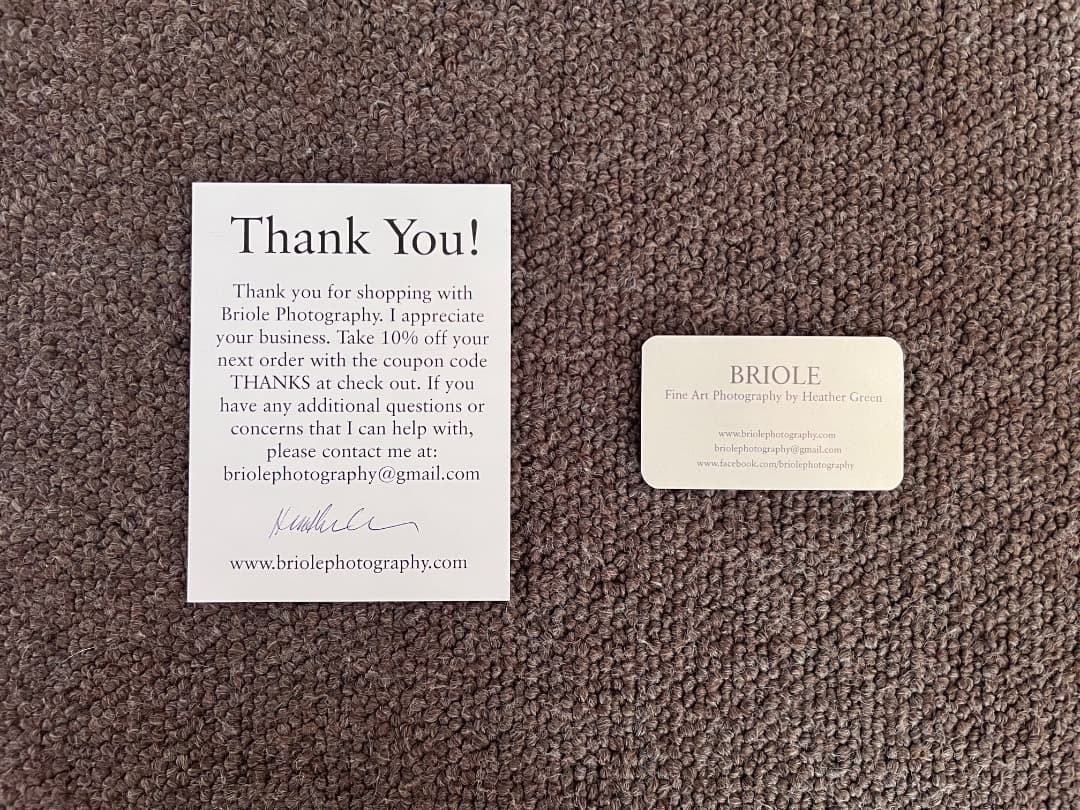 Thank You!
Thank you for shopping with
Briole Photography. I appreciate
your business. Take 10% off your
next order with the coupon code
THANKS at check out. If you
have any additional questions or
concerns that I can help with,
please contact me at:
briolephotography@gmail.com
www.briolephotography.com
BRIOLE
Fine Art Photography by Heather Green
www.briolephotography.com
briolephotography@gmail.com
www.facebook.com/briolephotography